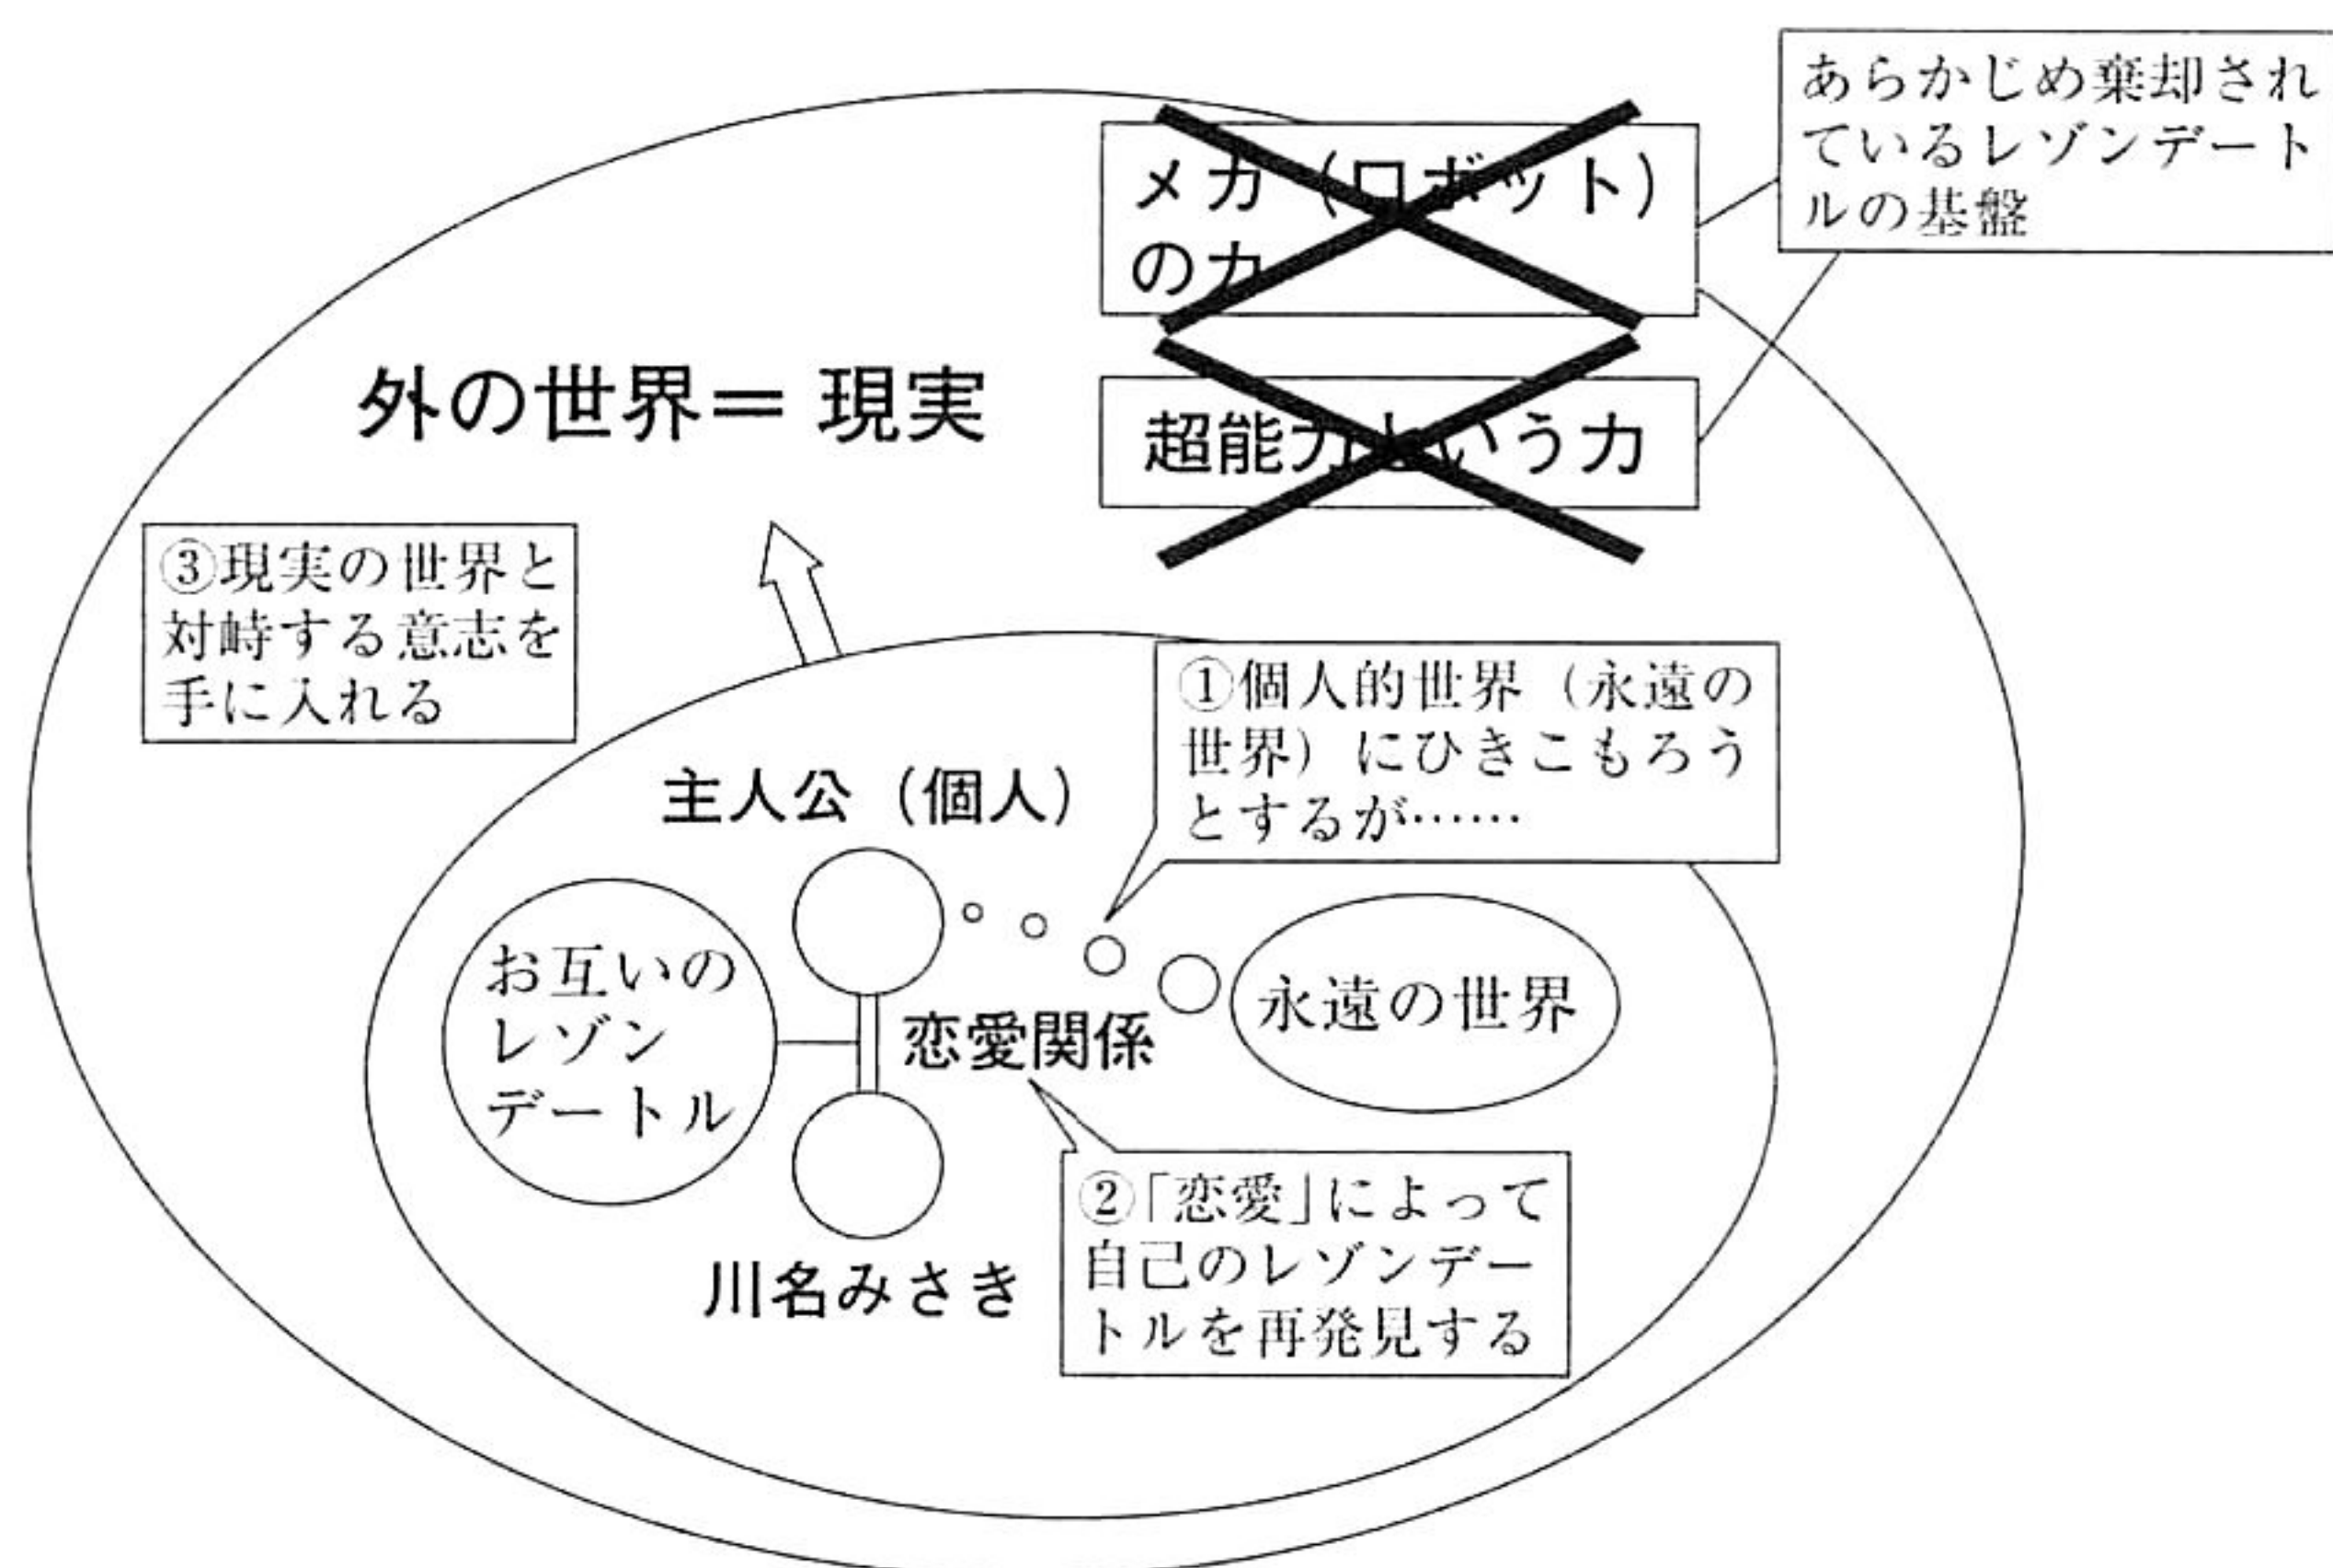 あらかじめ棄却され
ているレゾンデート
ルの基盤
メカ（ロボット）
の力
超能力という力
外の世界＝現実
③現実の世界と
対峙する意志を
手に入れる
①個人的世界（永遠の
世界）にひきこもろう
とするが……
主人公（個人）
お互いの
レゾン
デートル
恋愛関係
永遠の世界
②「恋愛」によって
自己のレゾンデー
トルを再発見する
川名みさき